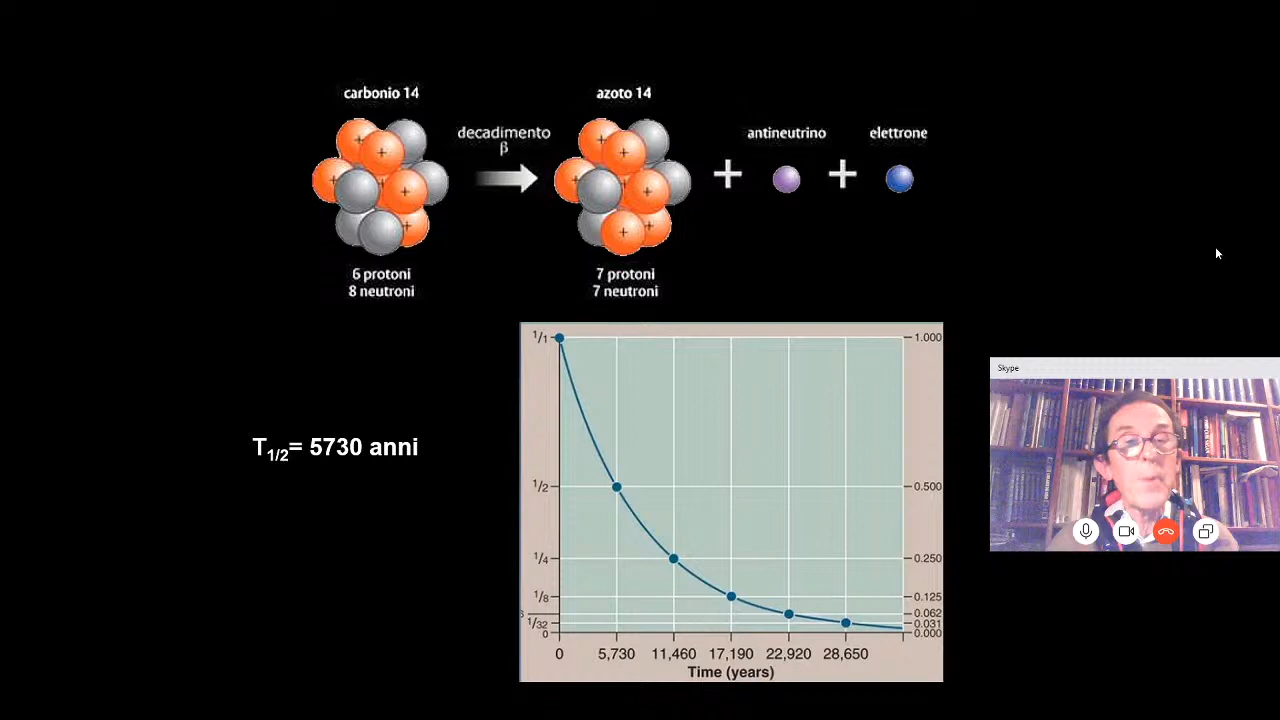 carbonio 14
azoto 14
decadimento
β
antineutrino
elettrone
+
+
6 protoni
8 neutroni
7 protoni
7 neutroni
T1/2= 5730 anni
1/1
1/2
1/4
1/8
1/32
0
1.000
0.500
0.250
0.125
0.062
0.031
0.000
0 5,730 11,460 17,190 22,920 28,650
Time (years)
Skype